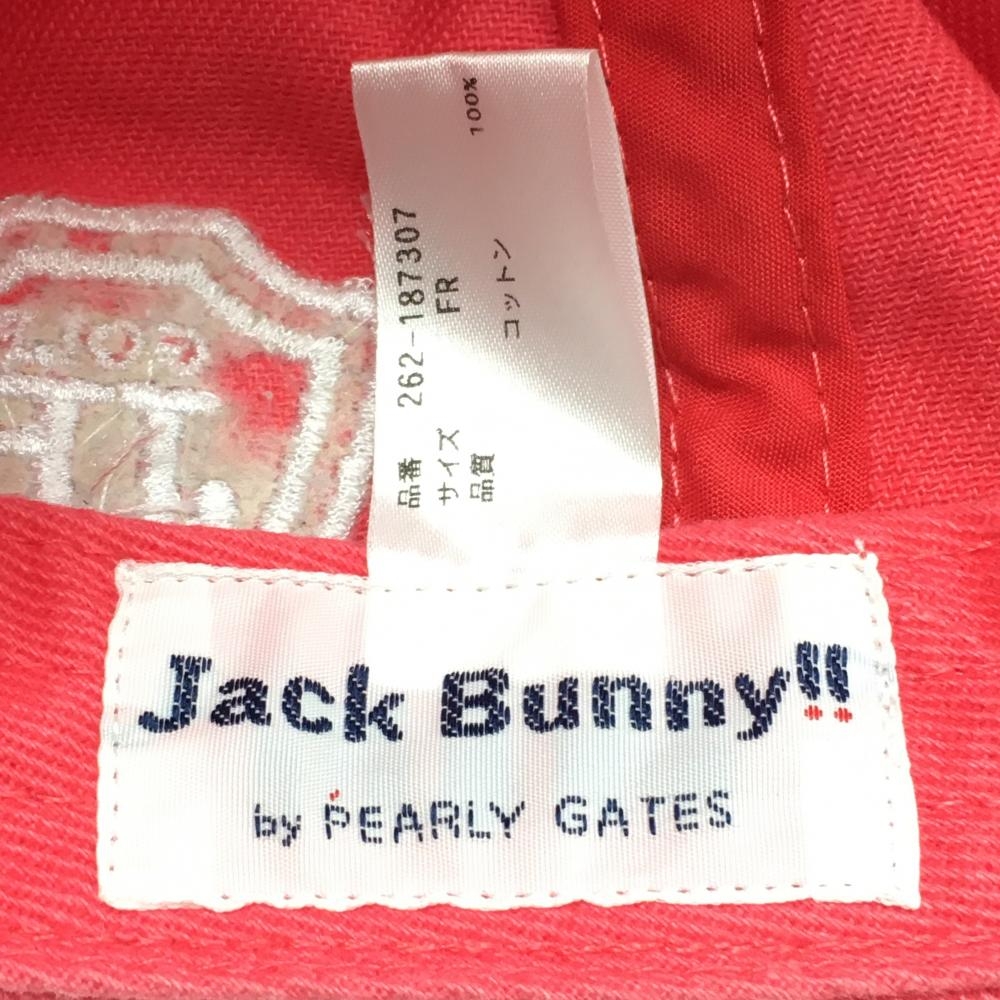 品番 262-187307
サイズ FR
品質 コットン 100%
Jack Bunny!!
by PEARLY GATES